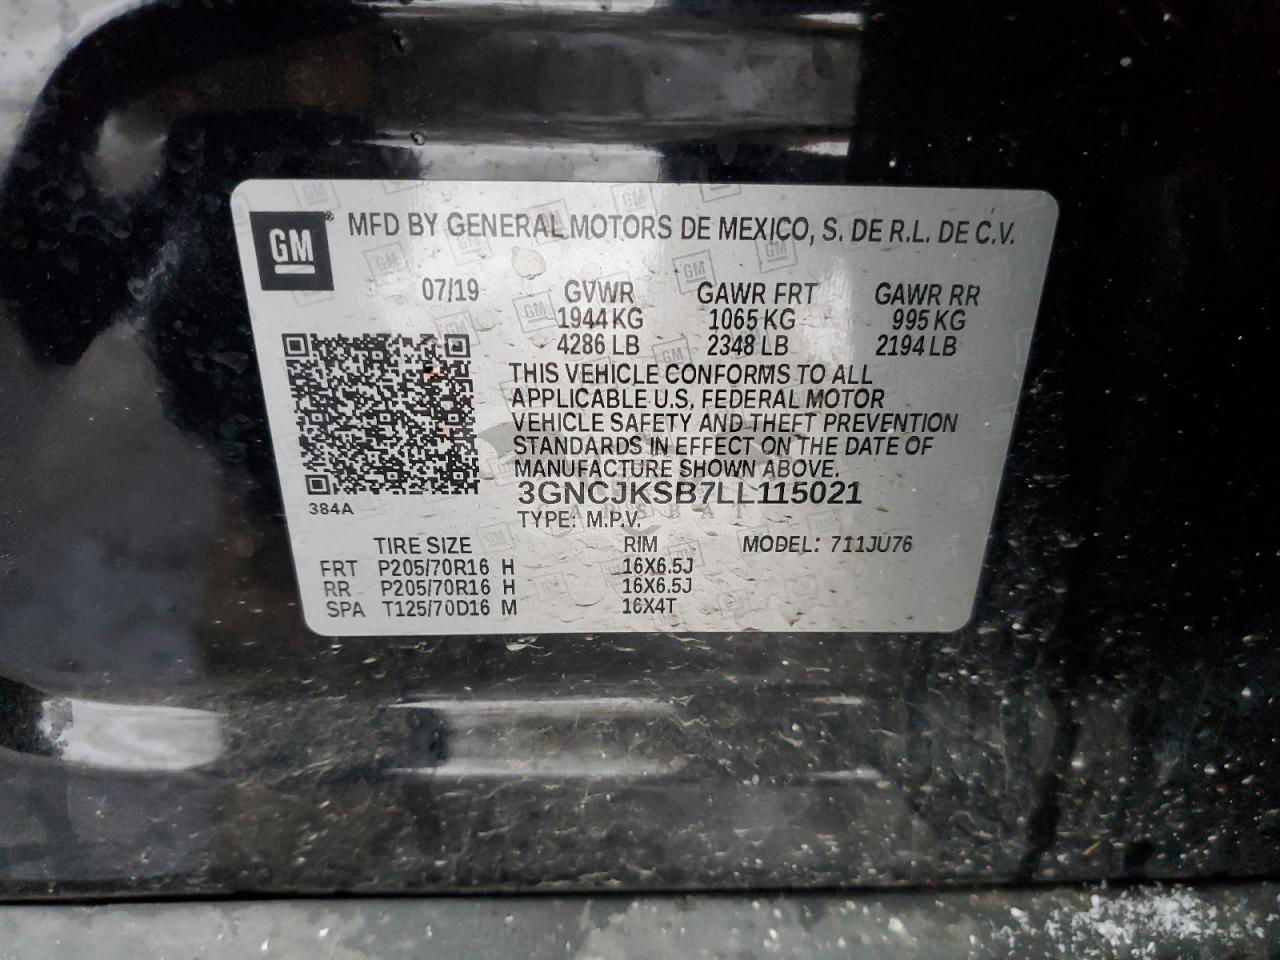 GM ® MFD BY GENERAL MOTORS DE MEXICO, S. DE R.L. DE C.V.
07/19 GVWR GAWR FRT GAWR RR
1944 KG 1065 KG 995 KG
4286 LB 2348 LB 2194 LB
THIS VEHICLE CONFORMS TO ALL
APPLICABLE U.S, FEDERAL MOTOR
VEHICLE SAFETY AND THEFT PREVENTION
STANDARDS IN EFFECT ON THE DATE OF
MANUFACTURE SHOWN ABOVE.
3GNCJKSB7LL115021
384A
TYPE: M.P.V.
TIRE SIZE RIM MODEL: 711JU76
FRT P205/70R16 H 16X6.5J
RR P205/70R16 H 16X6.5J
SPA T125/70D16 M 16X4T